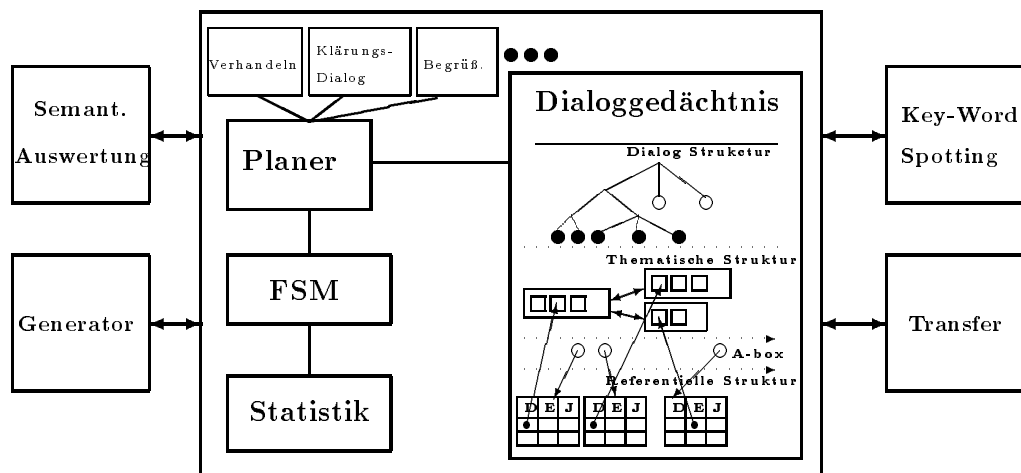 Verhandeln
Klärungs-
Dialog
Begrüß.
Semant.
Auswertung
Planer
Dialoggedächtnis
Dialog Struktur
Key-Word
Spotting
Thematische Struktur
Generator
FSM
Transfer
A-box
Referentielle Struktur
D E J
D E J
D E J
Statistik